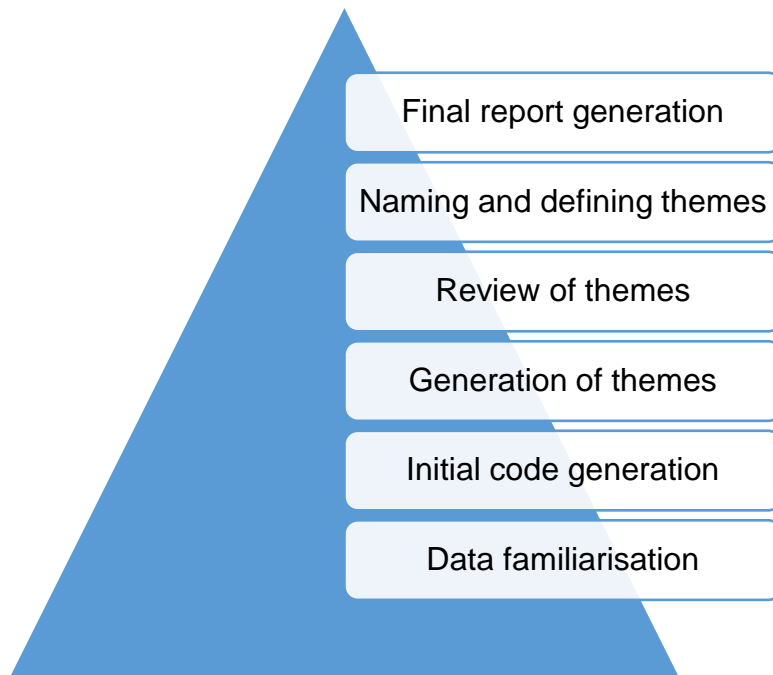 Final report generation
Naming and defining themes
Review of themes
Generation of themes
Initial code generation
Data familiarisation